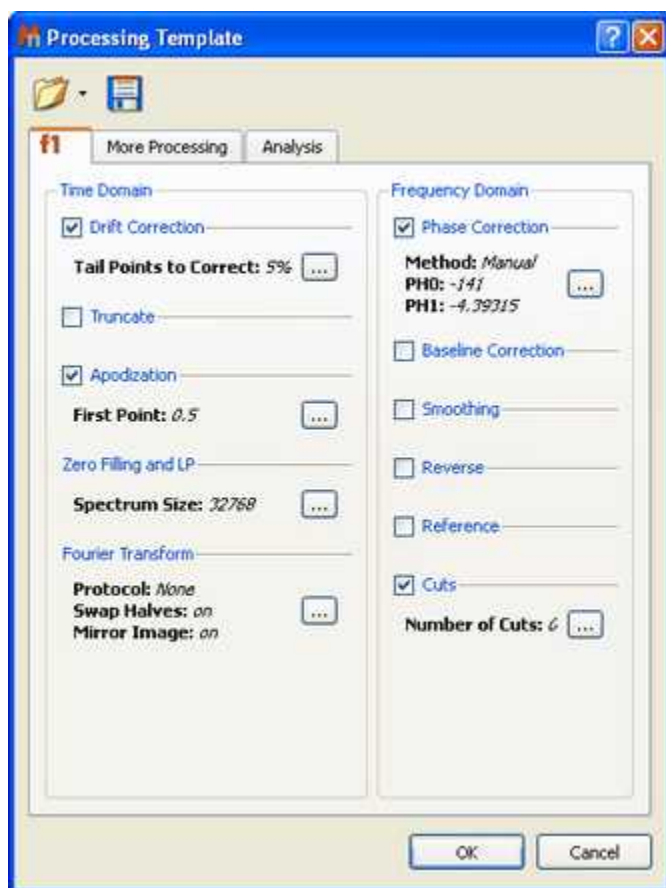 Processing Template
f1
More Processing
Analysis
Time Domain
Drift Correction
Tail Points to Correct: 5%
...
Truncate
Apodization
First Point: 0.5
...
Zero Filling and LP
Spectrum Size: 32768
...
Fourier Transform
Protocol: None
Swap Halves: on
Mirror Image: on
...
Frequency Domain
Phase Correction
Method: Manual
PH0: -141
PH1: -4.39315
...
Baseline Correction
Smoothing
Reverse
Reference
Cuts
Number of Cuts: 6
...
OK
Cancel